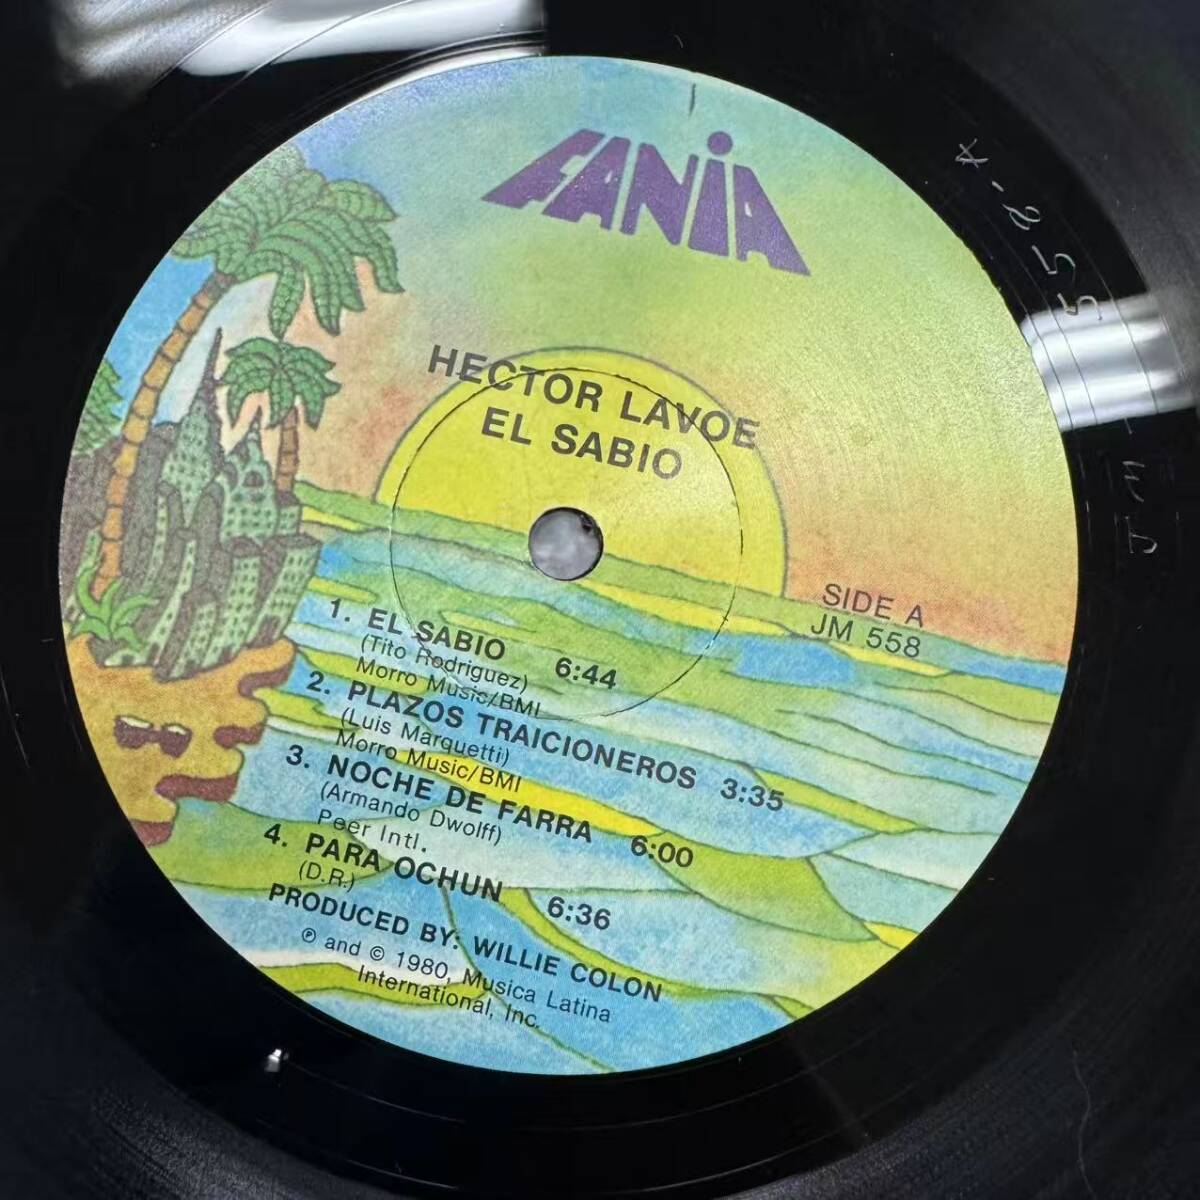 FANIA
HECTOR LAVOE
EL SABIO
SIDE A
JM 558
1. EL SABIO 6:44
(Tito Rodriguez)
Morro Music/BMI
2. PLAZOS TRAICIONEROS 3:35
(Luis Marquetti)
Morro Music/BMI
3. NOCHE DE FARRA 6:00
(Armando Dwolff)
Peer Intl.
4. PARA OCHUN 6:36
(D.R.)
PRODUCED BY: WILLIE COLON
℗ and © 1980, Musica Latina
International, Inc.